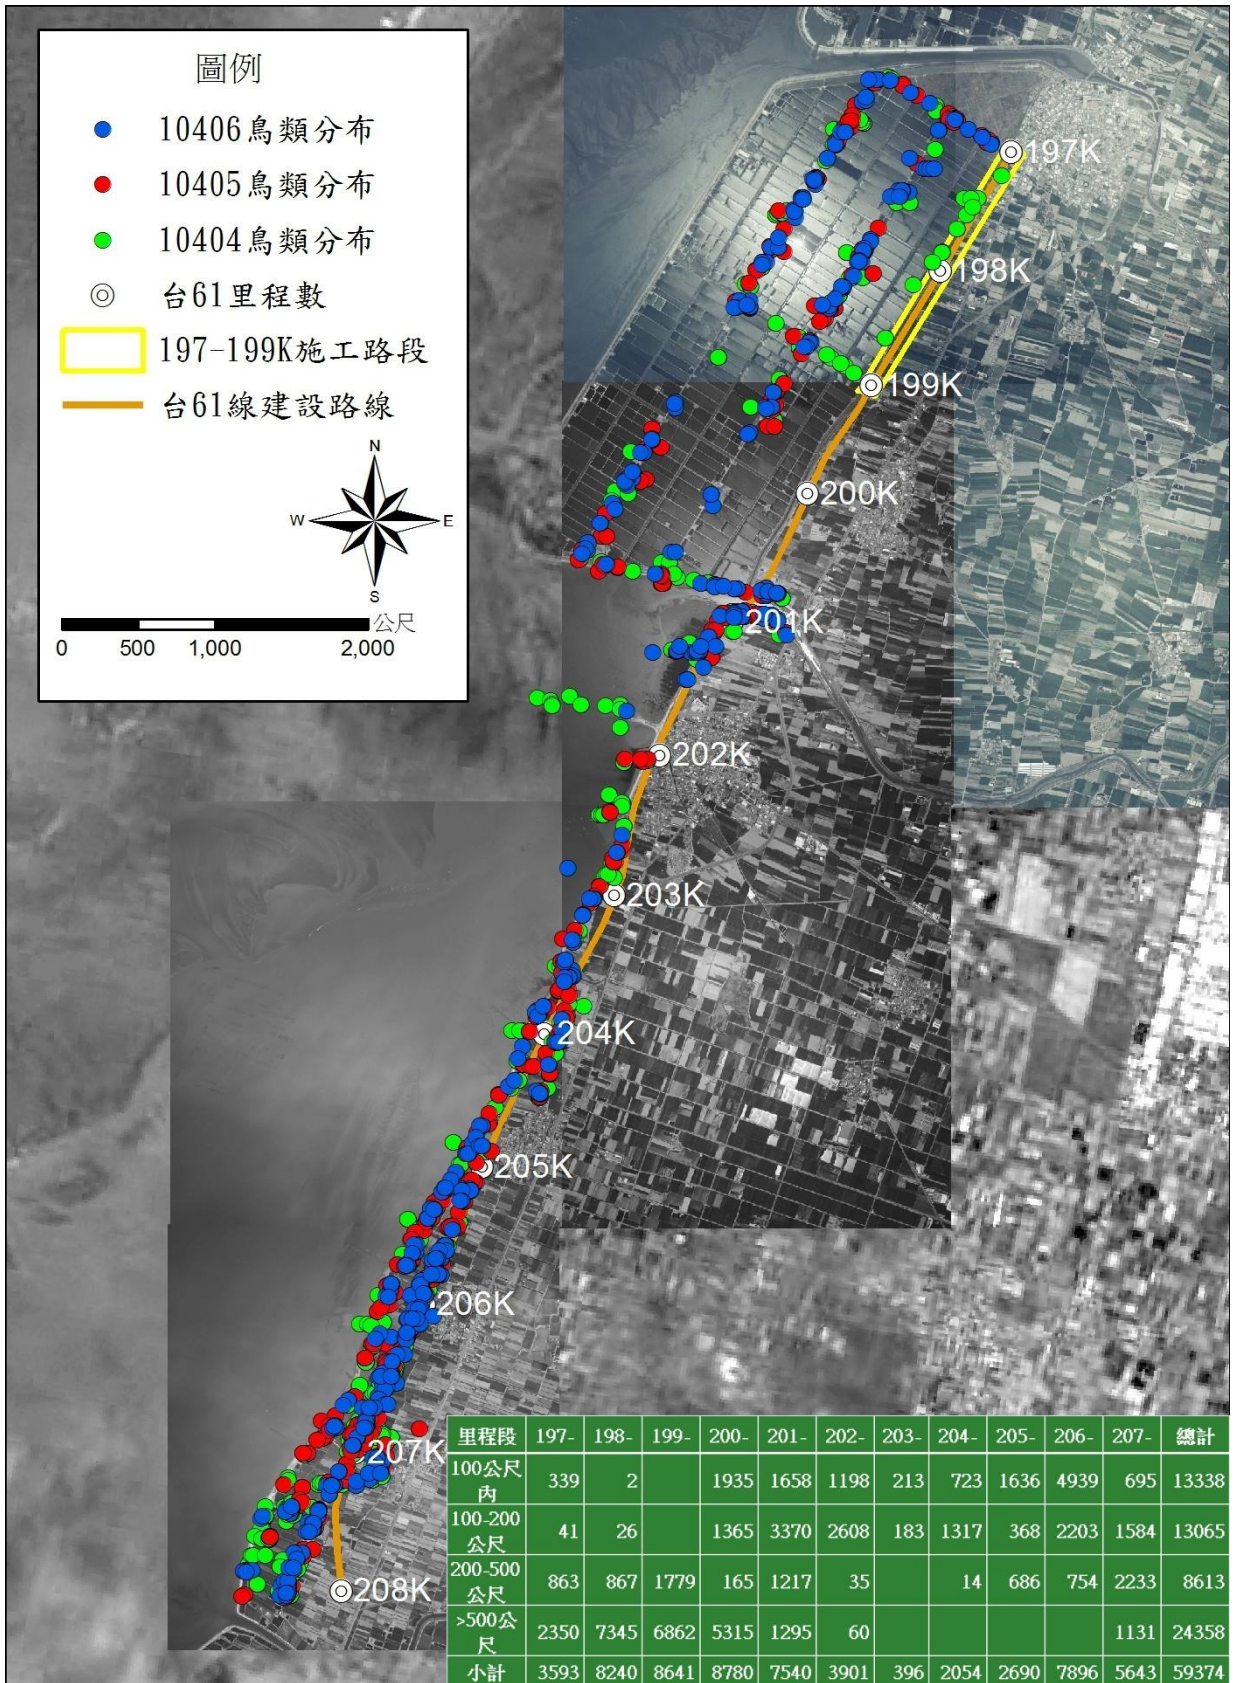 圖例
10406鳥類分布
10405鳥類分布
10404鳥類分布
台61里程數
197-199K施工路段
台61線建設路線
N
W E
S
公尺
0 500 1,000 2,000
197K
198K
199K
200K
201K
202K
203K
204K
205K
206K
207K
208K
里程段 197- 198- 199- 200- 201- 202- 203- 204- 205- 206- 207- 總計
100公尺內 339 2 1935 1658 1198 213 723 1636 4939 695 13338
100-200公尺 41 26 1365 3370 2608 183 1317 368 2203 1584 13065
200-500公尺 863 867 1779 165 1217 35 14 686 754 2233 8613
>500公尺 2350 7345 6862 5315 1295 60 1131 24358
小計 3593 8240 8641 8780 7540 3901 396 2054 2690 7896 5643 59374